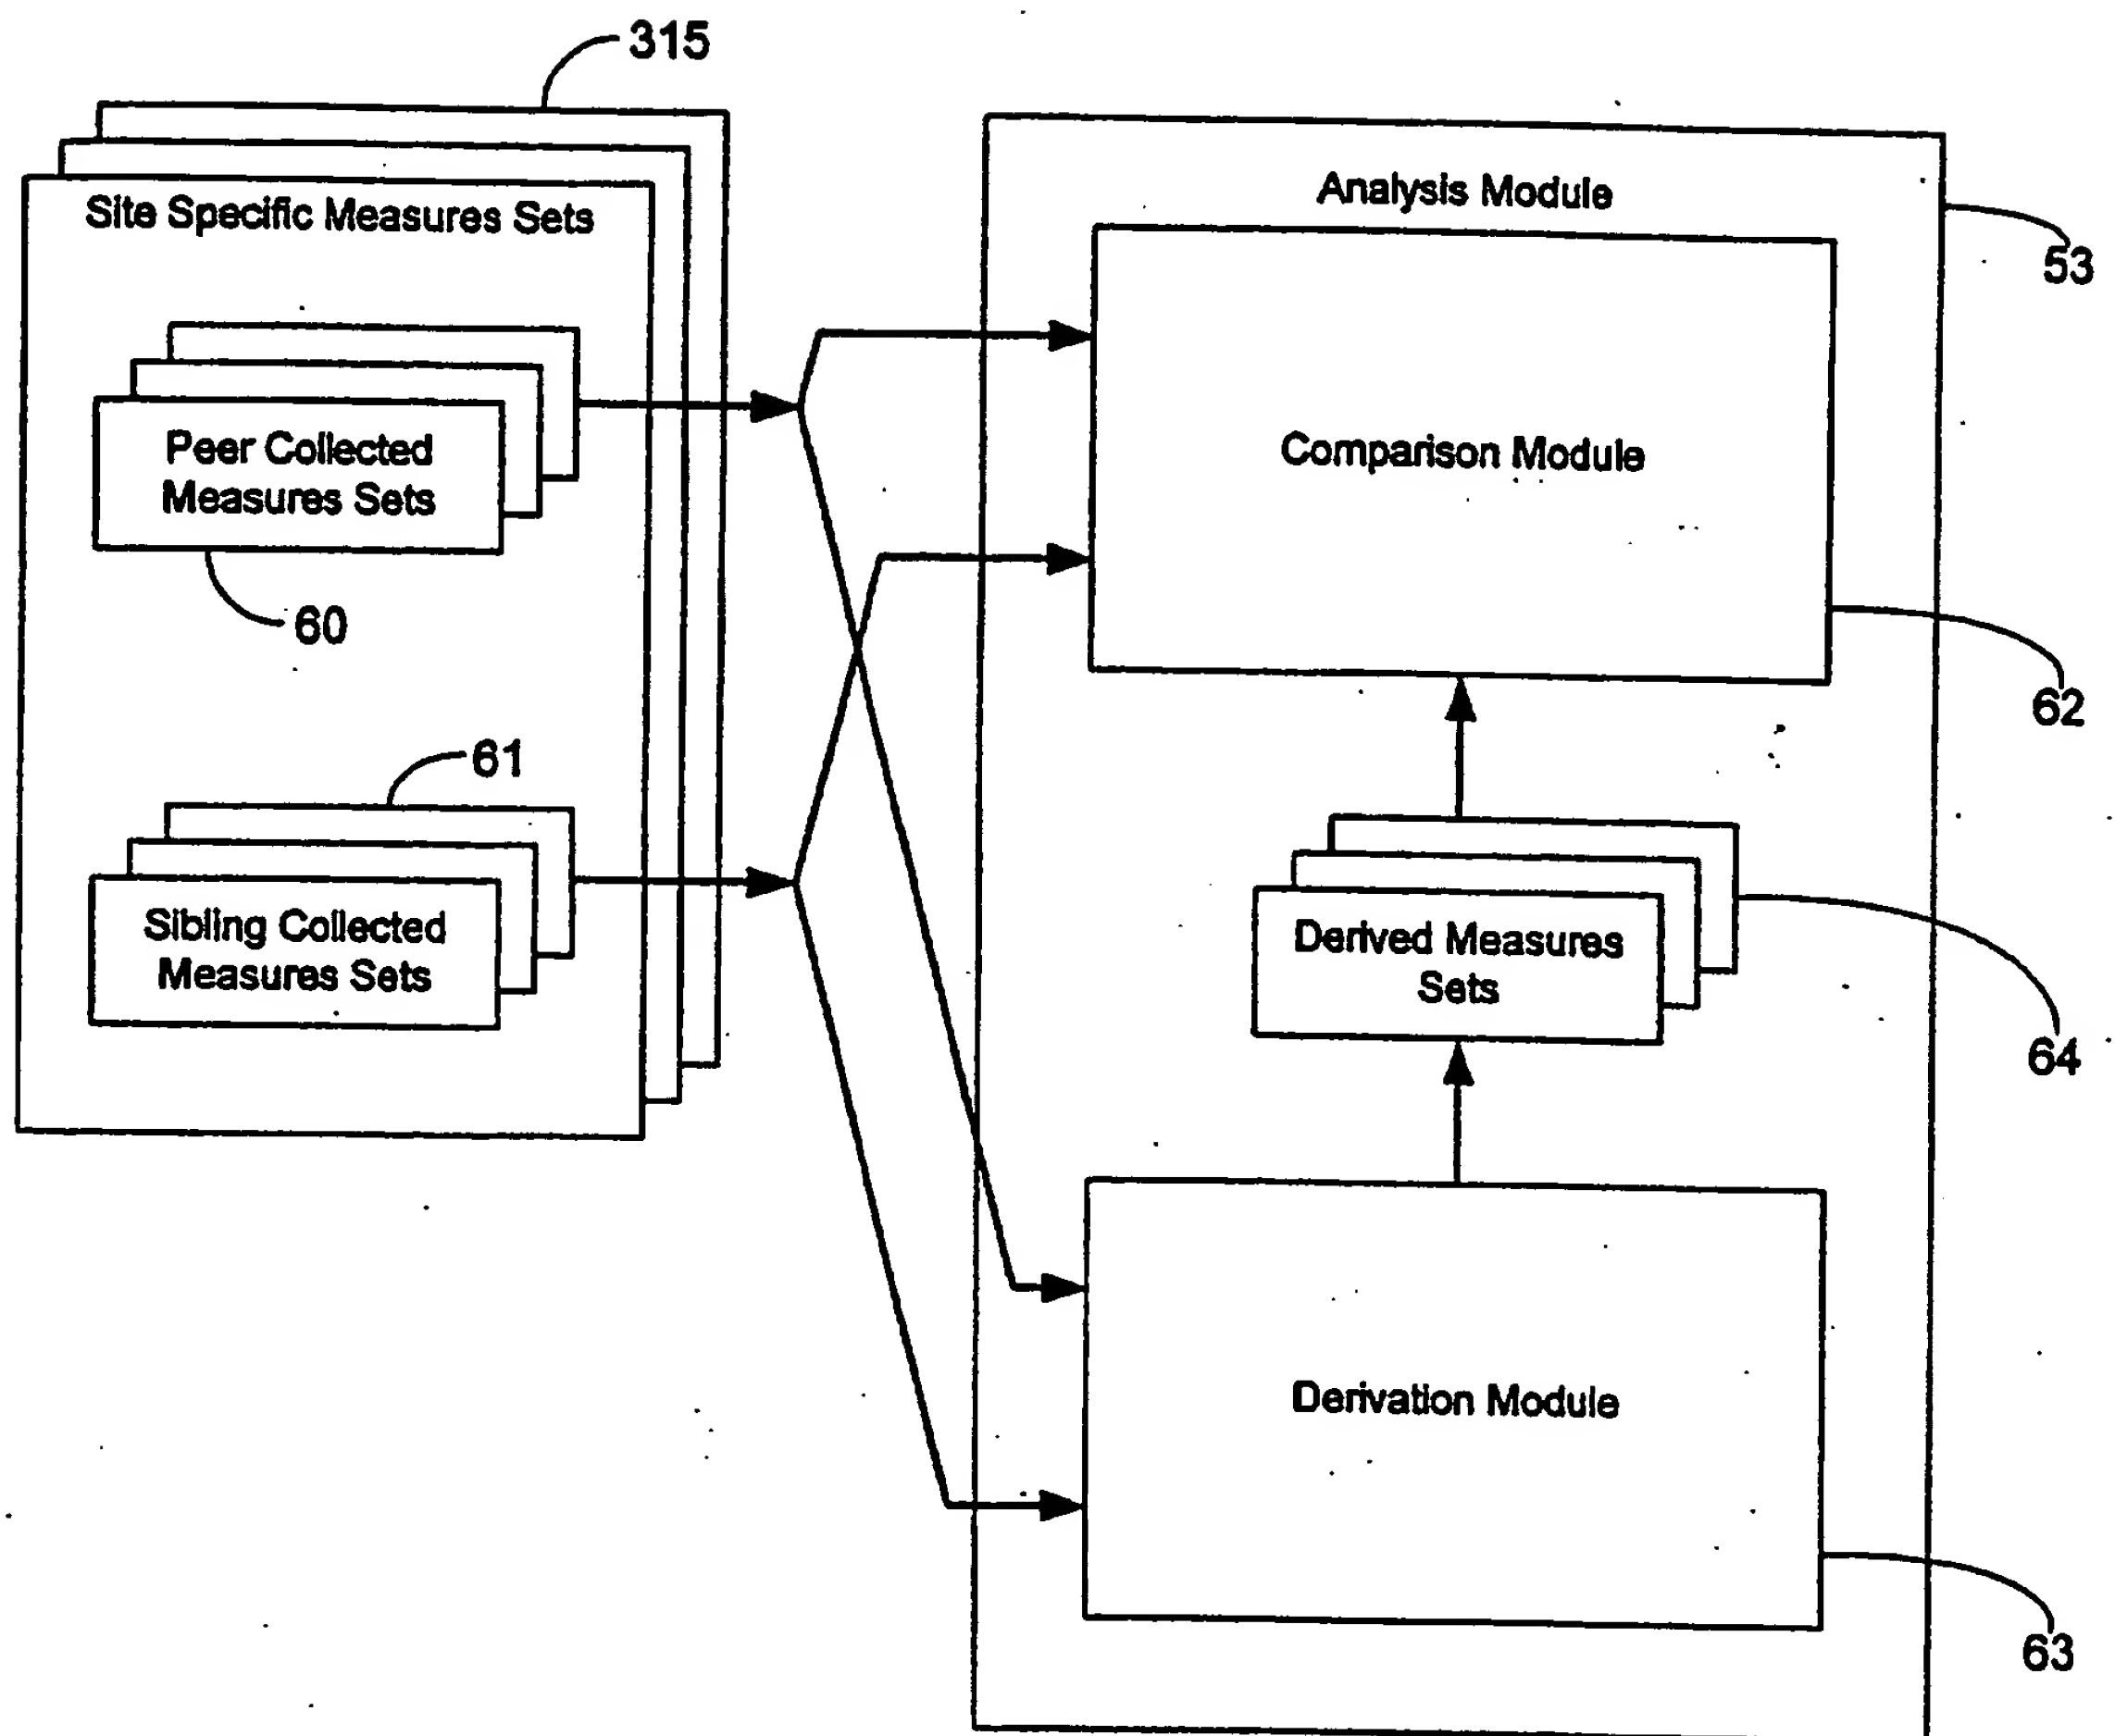 315
Site Specific Measures Sets
Peer Collected
Measures Sets
60
61
Sibling Collected
Measures Sets
Analysis Module
53
Comparison Module
62
Derived Measures
Sets
64
Derivation Module
63